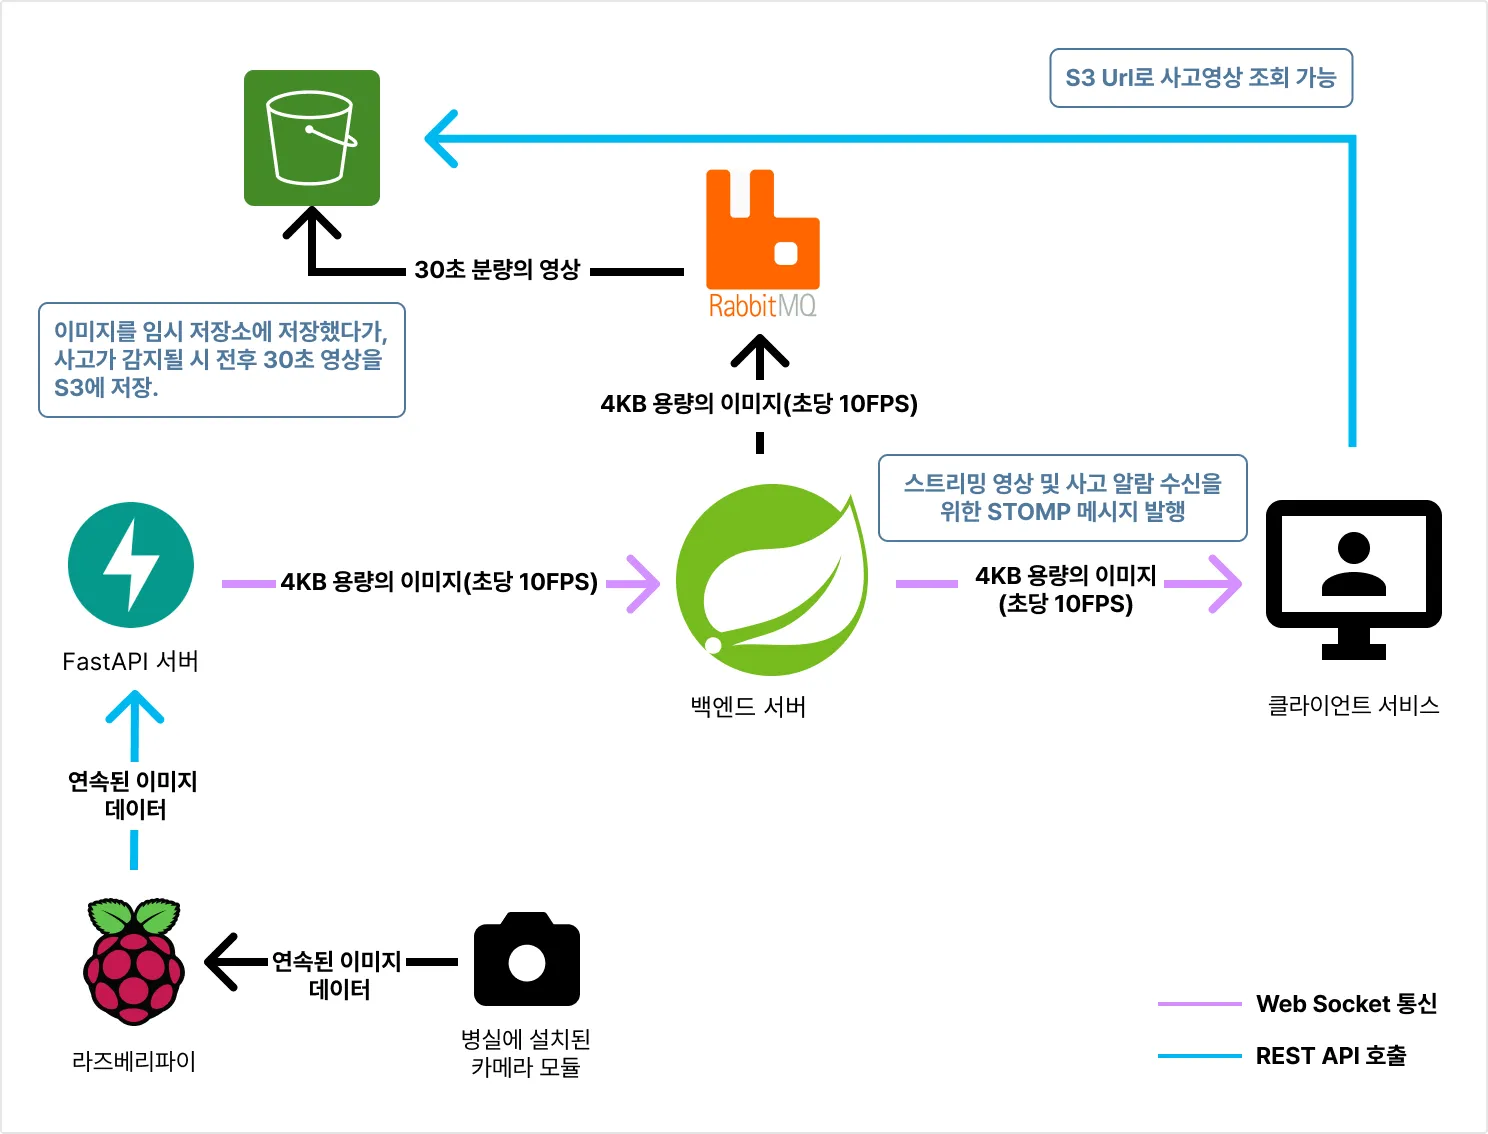 S3 Url로 사고영상 조회 가능
30초 분량의 영상
RabbitMQ
이미지를 임시 저장소에 저장했다가,
사고가 감지될 시 전후 30초 영상을
S3에 저장.
4KB 용량의 이미지(초당 10FPS)
스트리밍 영상 및 사고 알람 수신을
위한 STOMP 메시지 발행
4KB 용량의 이미지(초당 10FPS)
4KB 용량의 이미지
(초당 10FPS)
FastAPI 서버
백엔드 서버
클라이언트 서비스
연속된 이미지
데이터
연속된 이미지
데이터
라즈베리파이
병실에 설치된
카메라 모듈
Web Socket 통신
REST API 호출